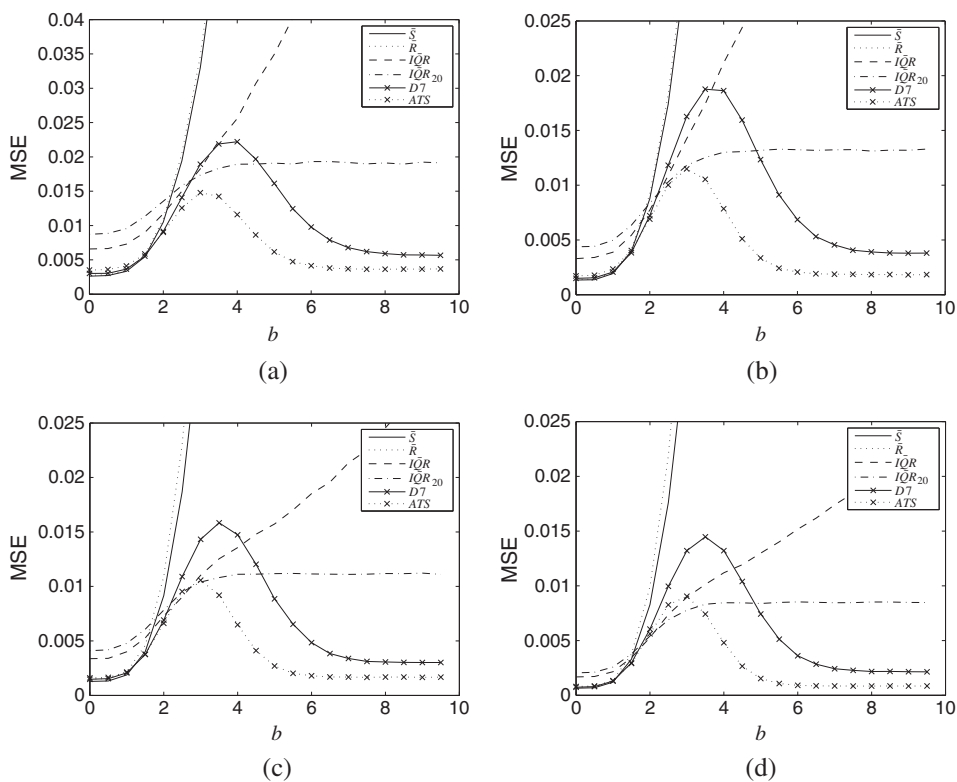 0.04
0.035
0.03
0.025
0.02
0.015
0.01
0.005
0
MSE
0 2 4 6 8 10
b
S̄
R̄
IQ̄R
IQ̄R₂₀
D7
ATS
(a)
0.025
0.02
0.015
0.01
0.005
0
MSE
0 2 4 6 8 10
b
S̄
R̄
IQ̄R
IQ̄R₂₀
D7
ATS
(b)
0.025
0.02
0.015
0.01
0.005
0
MSE
0 2 4 6 8 10
b
S̄
R̄
IQ̄R
IQ̄R₂₀
D7
ATS
(c)
0.025
0.02
0.015
0.01
0.005
0
MSE
0 2 4 6 8 10
b
S̄
R̄
IQ̄R
IQ̄R₂₀
D7
ATS
(d)